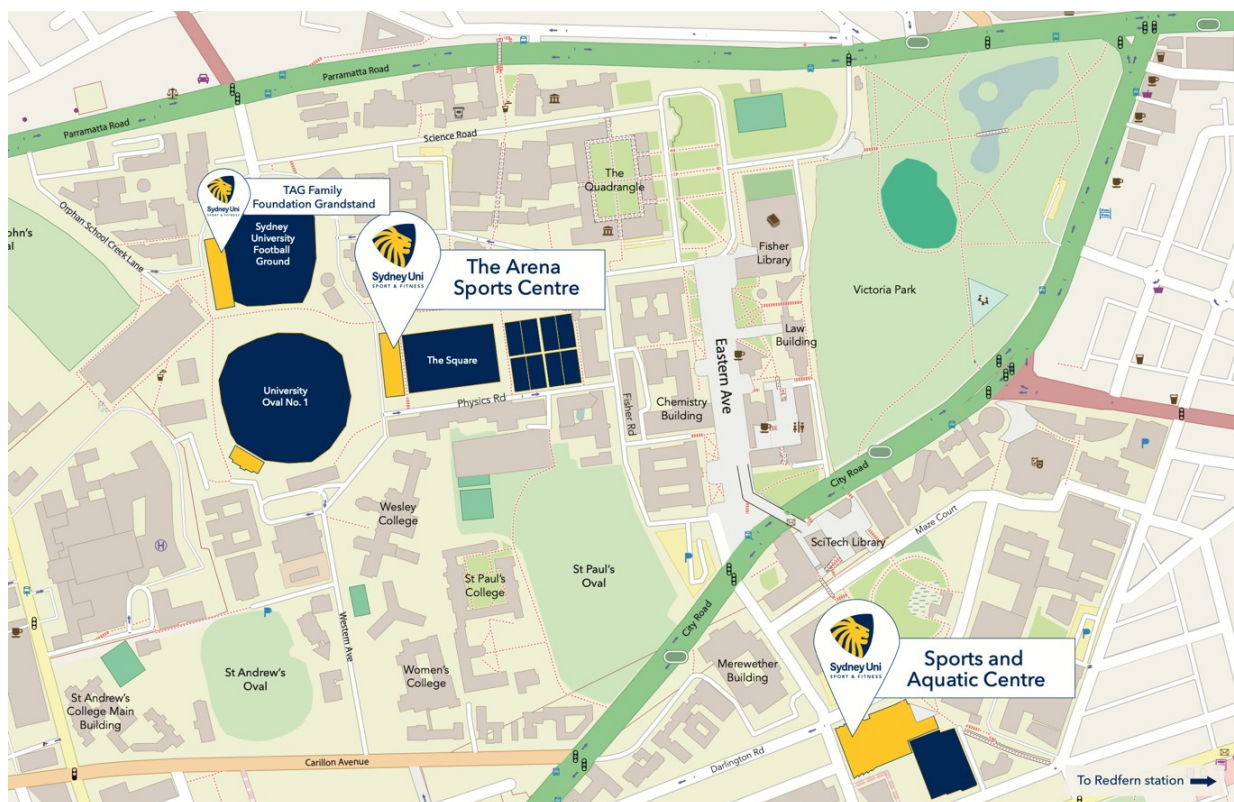 Parramatta Road
Parramatta Road
Science Road
Orphan School Creek Lane
Sydney Uni
SPORT & FITNESS
TAG Family
Foundation Grandstand
Sydney
University
Football
Ground
The
Quadrangle
Sydney Uni
SPORT & FITNESS
The Arena
Sports Centre
Fisher
Library
Victoria Park
Law
Building
Eastern Ave
The Square
University
Oval No. 1
Physics Rd
Fisher Rd
Chemistry
Building
City Road
Wesley
College
SciTech Library
Maze Court
St Paul's
College
St Paul's
Oval
City Road
Western Ave
Women's
College
St Andrew's
Oval
St Andrew's
College Main
Building
Merewether
Building
Sydney Uni
SPORT & FITNESS
Sports and
Aquatic Centre
Carillon Avenue
Darlington Rd
To Redfern station
H
P
P
P
P